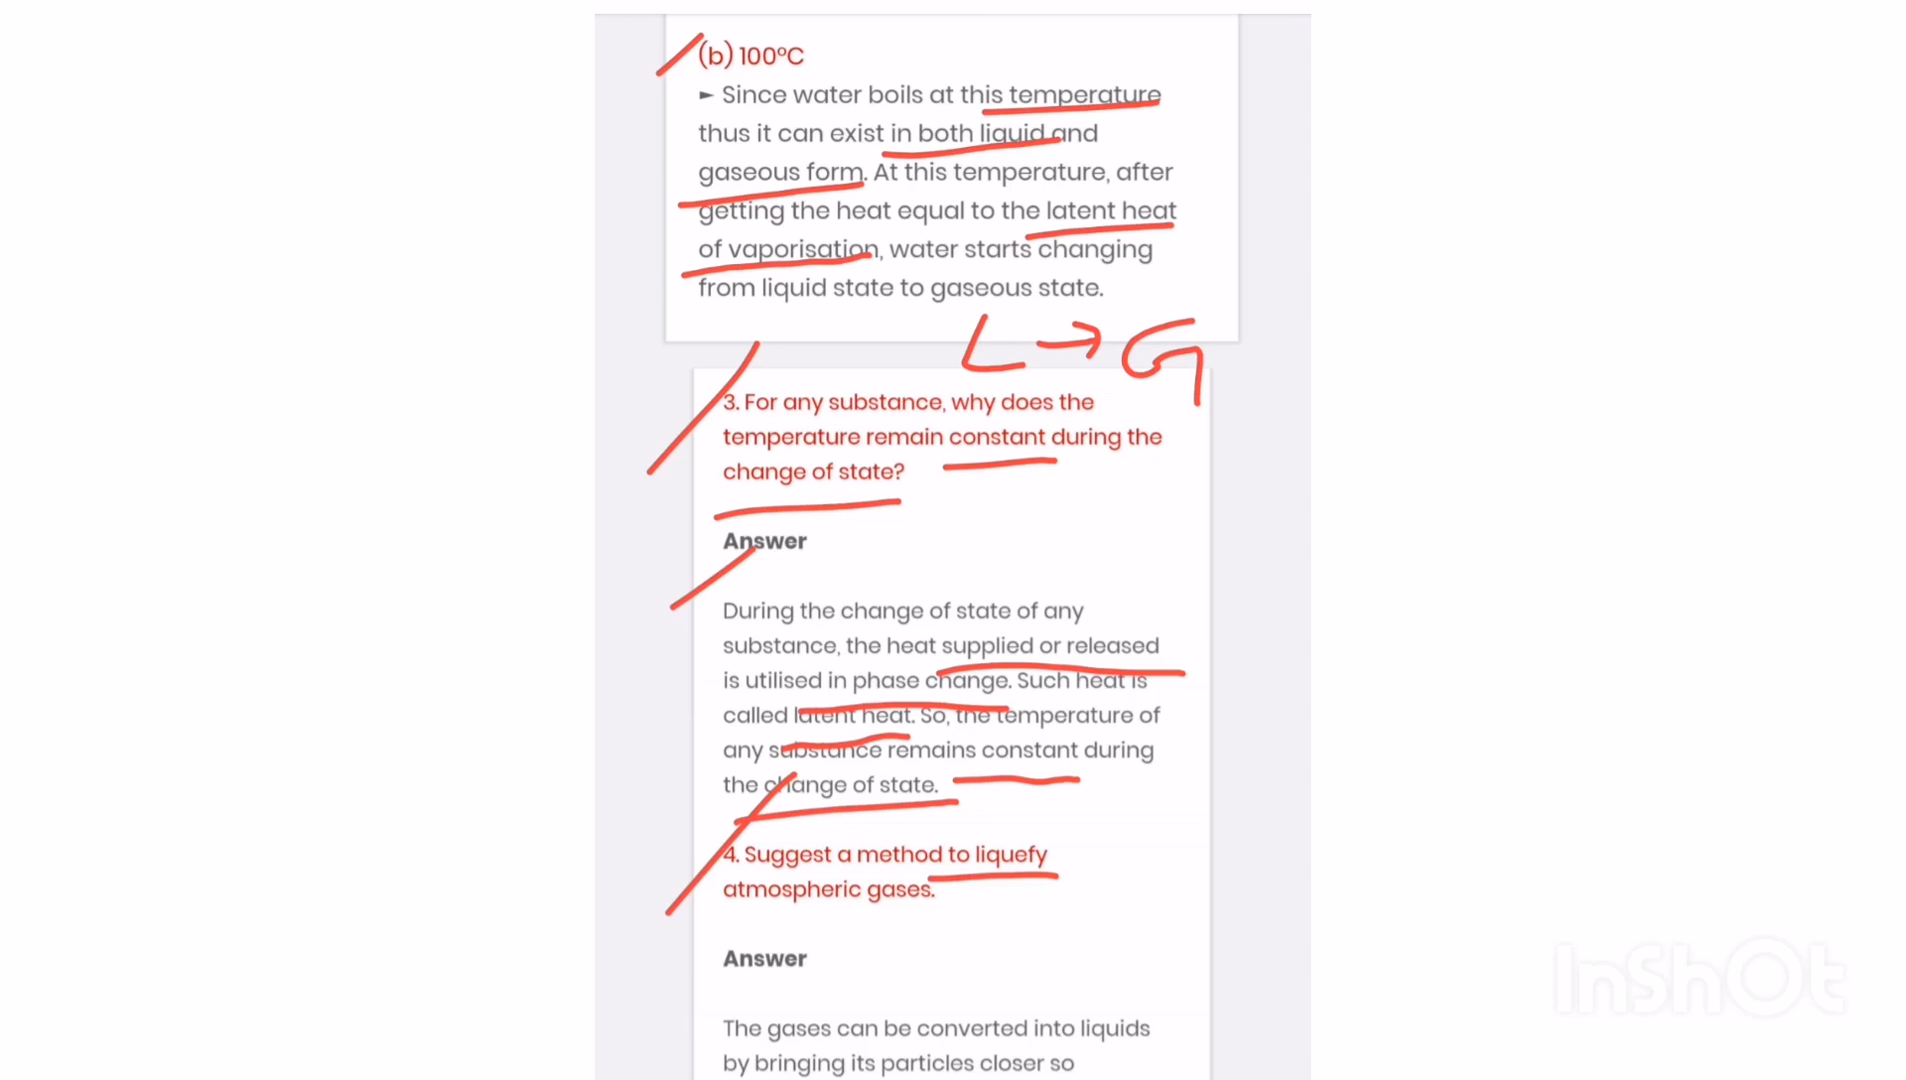 (b) 100°C
► Since water boils at this temperature
thus it can exist in both liquid and
gaseous form. At this temperature, after
getting the heat equal to the latent heat
of vaporisation, water starts changing
from liquid state to gaseous state.
L → G
3. For any substance, why does the
temperature remain constant during the
change of state?
Answer
During the change of state of any
substance, the heat supplied or released
is utilised in phase change. Such heat is
called latent heat. So, the temperature of
any substance remains constant during
the change of state.
4. Suggest a method to liquefy
atmospheric gases.
Answer
The gases can be converted into liquids
by bringing its particles closer so
InShOt